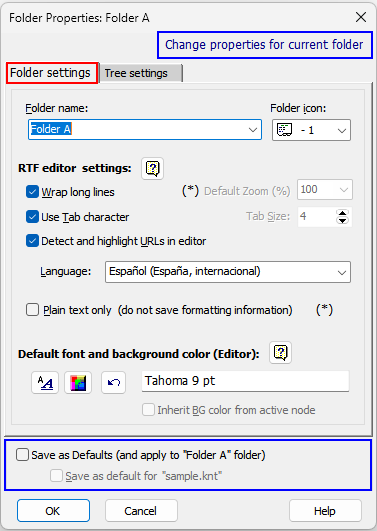 Folder Properties: Folder A
Change properties for current folder
Folder settings
Tree settings
Folder name:
Folder icon:
Folder A
- 1
RTF editor settings:
Wrap long lines
(*) Default Zoom (%)
100
Use Tab character
Tab Size:
4
Detect and highlight URLs in editor
Language:
Español (España, internacional)
Plain text only (do not save formatting information) (*)
Default font and background color (Editor):
Tahoma 9 pt
Inherit BG color from active node
Save as Defaults (and apply to "Folder A" folder)
Save as default for "sample.knt"
OK
Cancel
Help